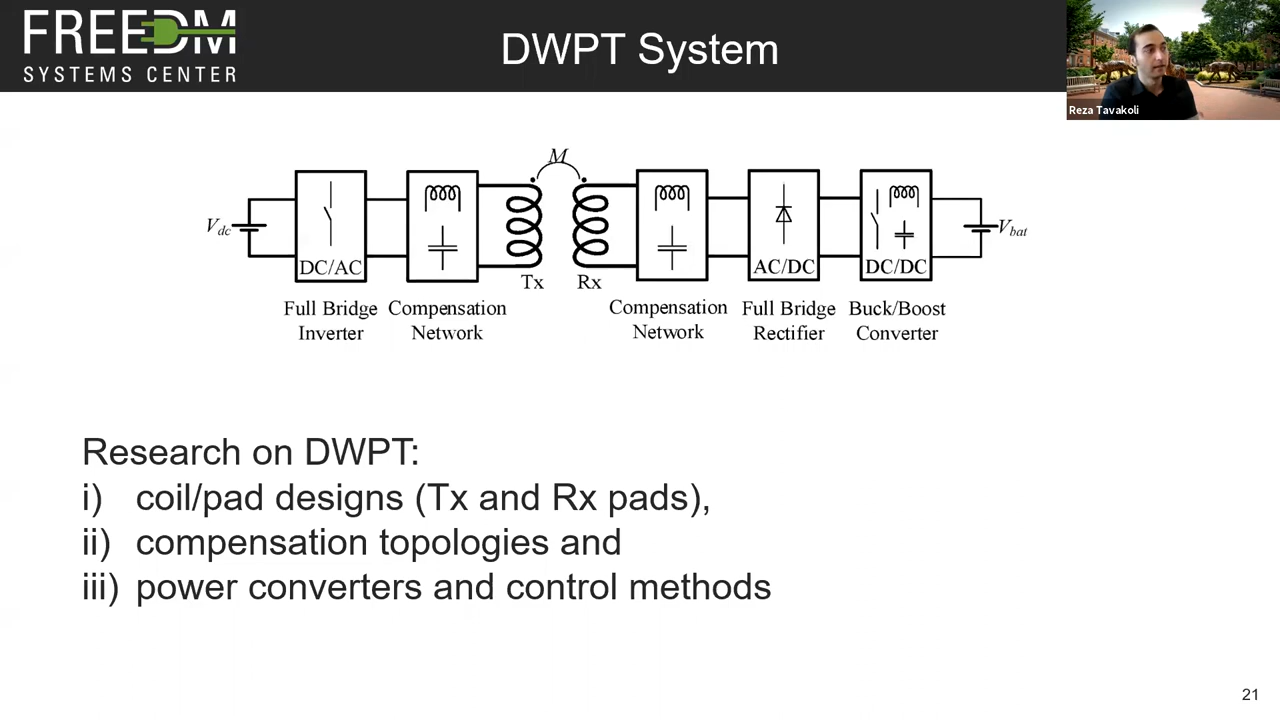 FREEDM
SYSTEMS CENTER
DWPT System
Reza Tavakoli
M
Vdc
Vbat
DC/AC
AC/DC
DC/DC
Tx
Rx
Full Bridge
Inverter
Compensation
Network
Compensation
Network
Full Bridge
Rectifier
Buck/Boost
Converter
Research on DWPT:
i) coil/pad designs (Tx and Rx pads),
ii) compensation topologies and
iii) power converters and control methods
21